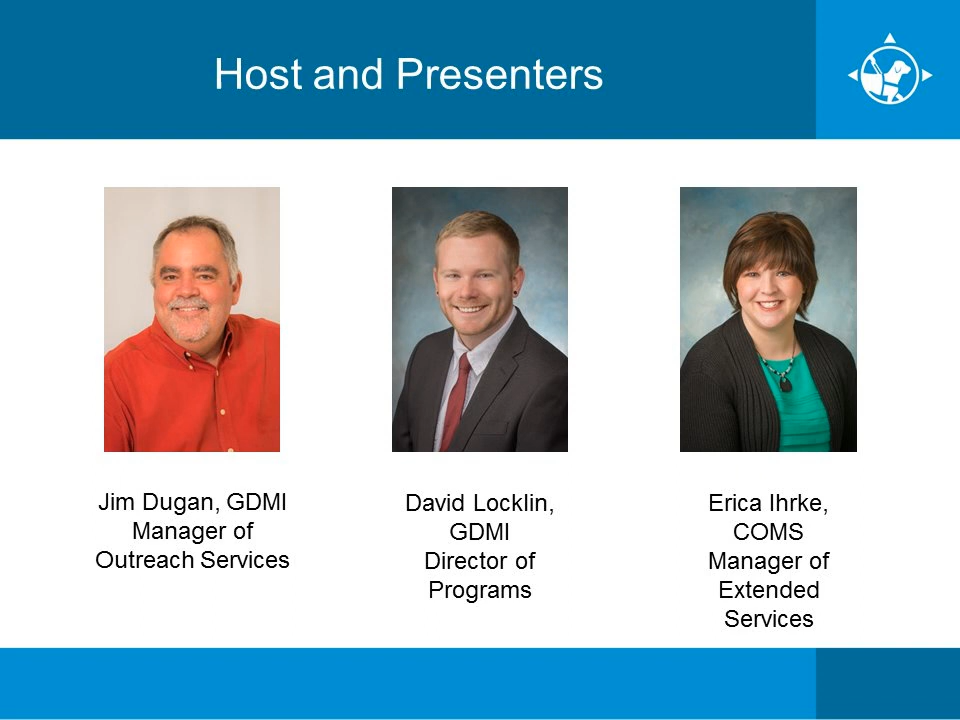 Host and Presenters
Jim Dugan, GDMI
Manager of
Outreach Services
David Locklin,
GDMI
Director of
Programs
Erica Ihrke,
COMS
Manager of
Extended
Services